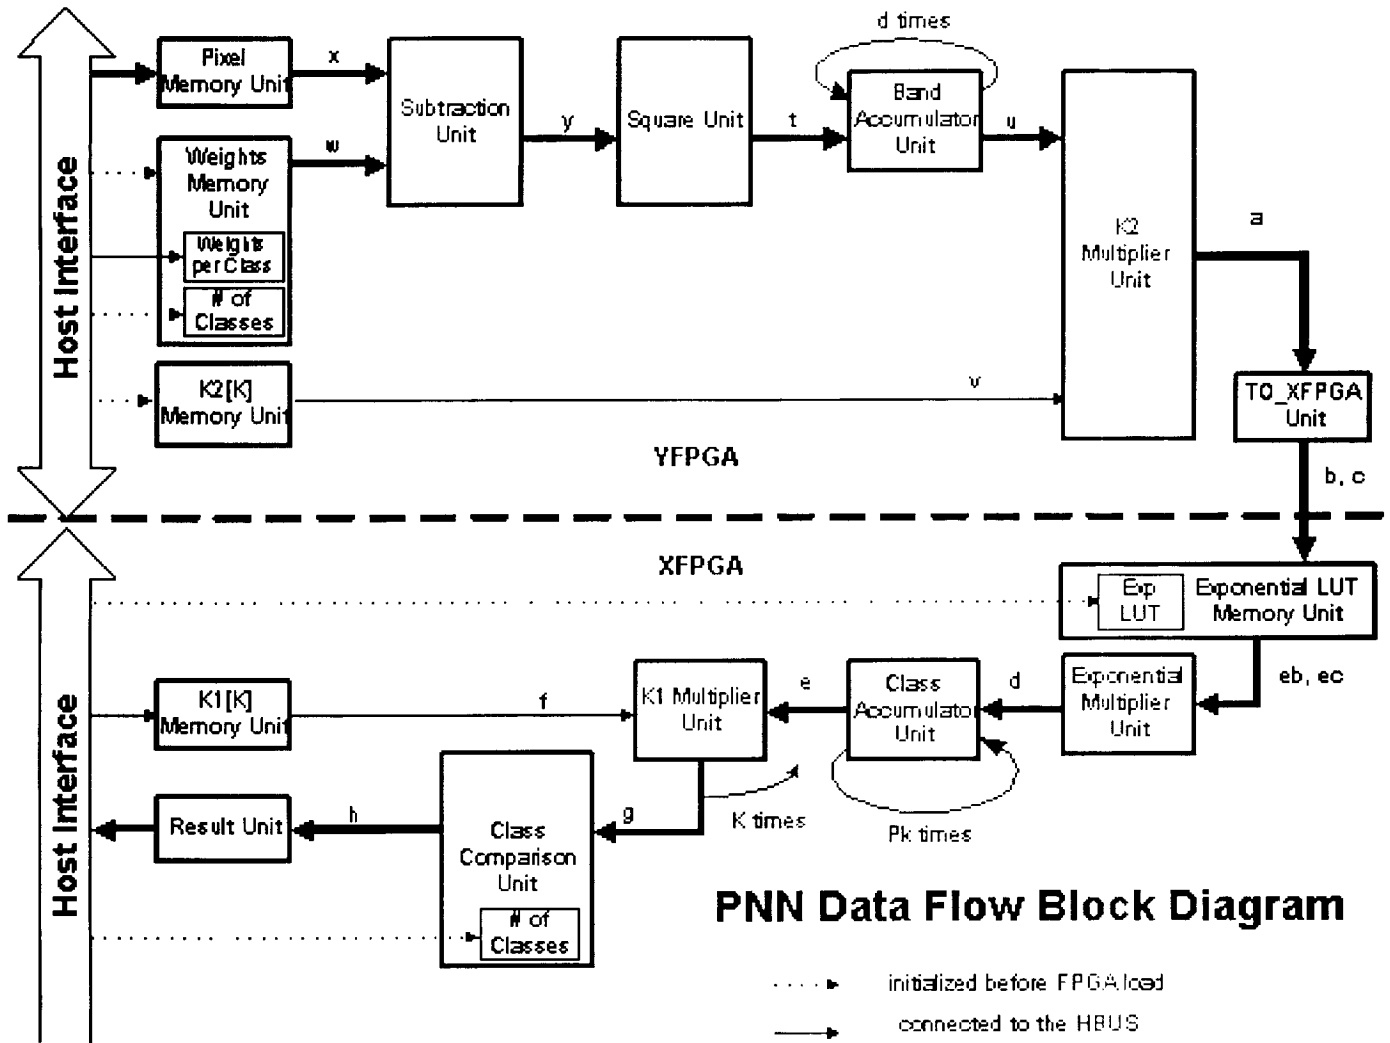 d times
Pixel
Memory Unit
x
Subtraction
Unit
y
Square Unit
t
Band
Accumulator
Unit
u
w
Weights
Memory
Unit
Weights
per Class
# of
Classes
K2
Multiplier
Unit
a
Host Interface
K2[K]
Memory Unit
v
TO_XFPGA
Unit
YFPGA
b, c
XFPGA
Exp
LUT
Exponential LUT
Memory Unit
eb, ec
Exponential
Multiplier
Unit
d
Class
Accumulator
Unit
e
K1 Multiplier
Unit
f
K1[K]
Memory Unit
Host Interface
K times
Pk times
g
Class
Comparison
Unit
# of
Classes
h
Result Unit
PNN Data Flow Block Diagram
initialized before FPGA load
connected to the HBUS